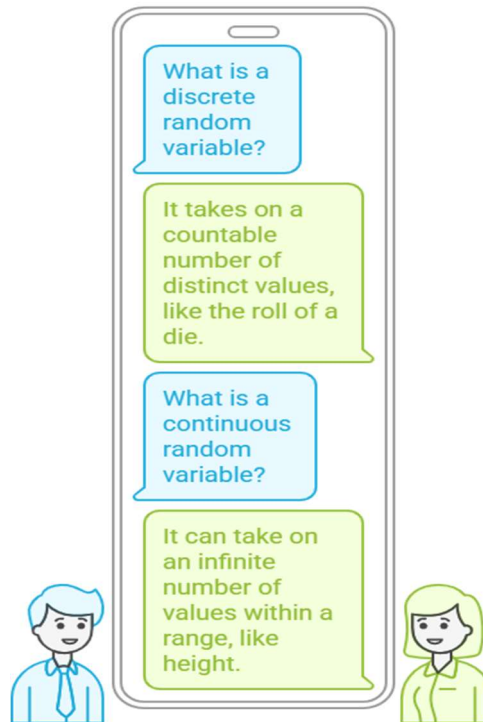 What is a
discrete
random
variable?
It takes on a
countable
number of
distinct values,
like the roll of a
die.
What is a
continuous
random
variable?
It can take on
an infinite
number of
values within a
range, like
height.